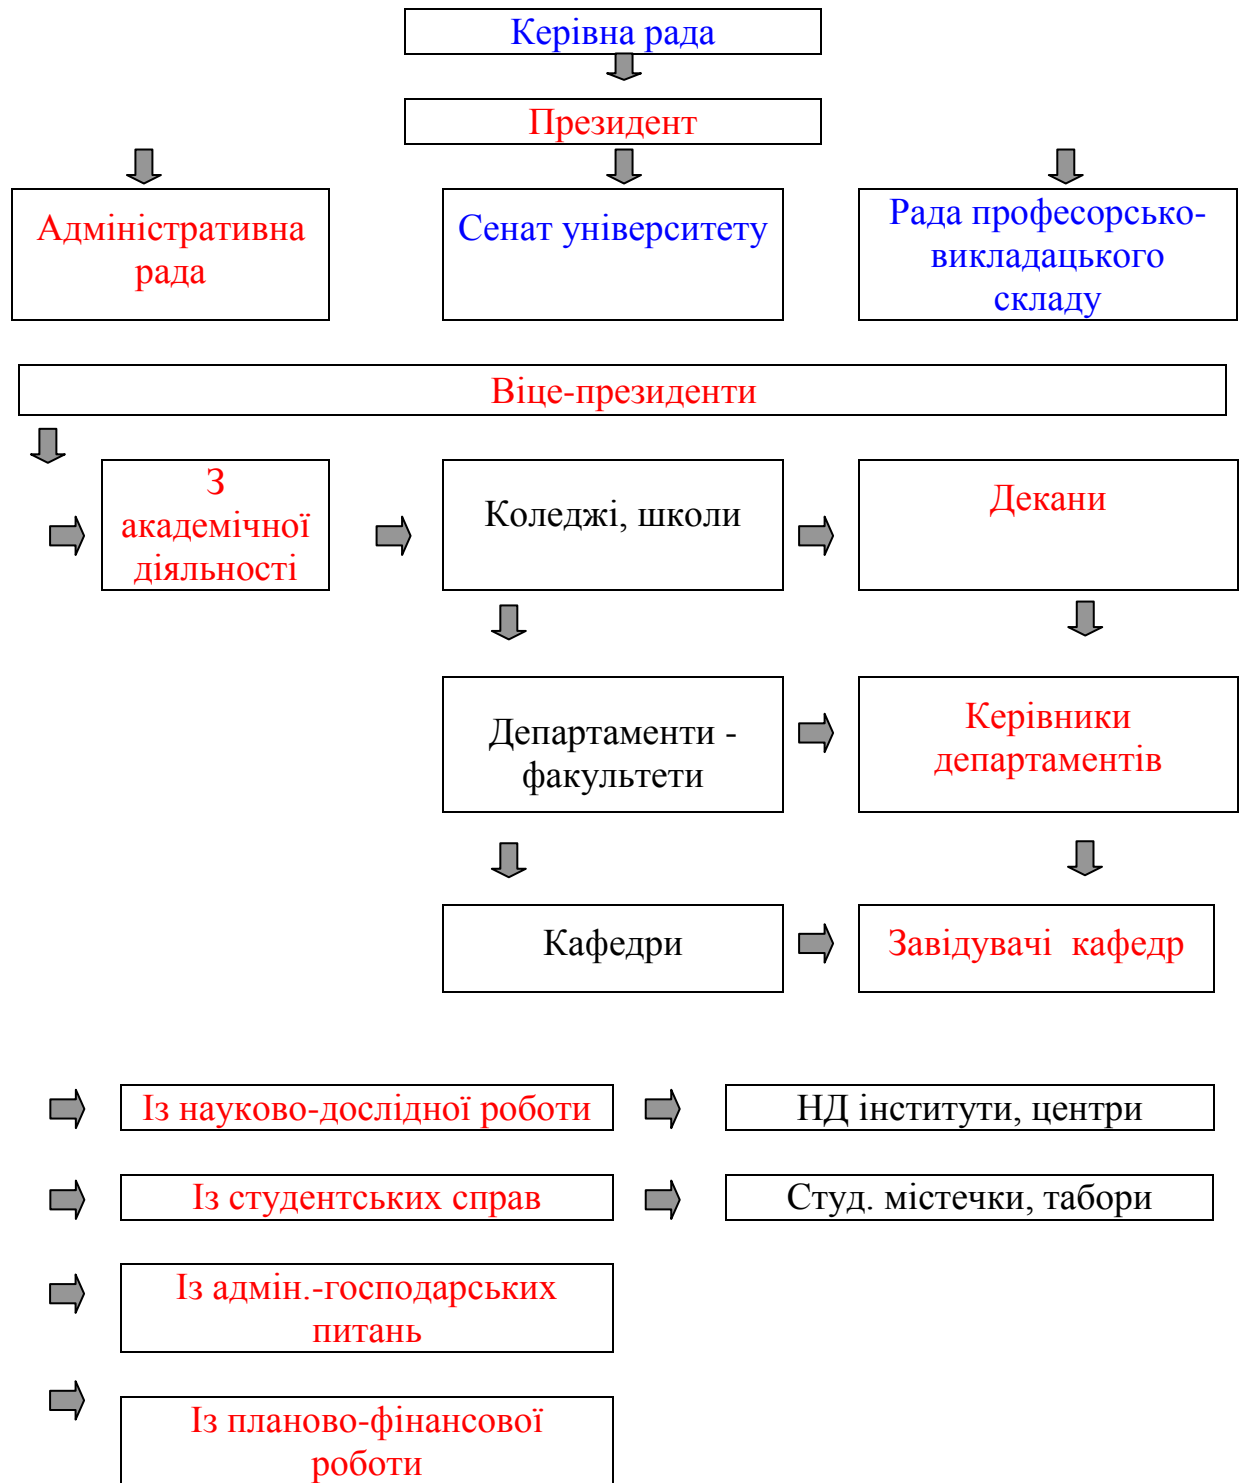 Керівна рада
Президент
Адміністративна
рада
Сенат університету
Рада професорсько-
викладацького
складу
Віце-президенти
З
академічної
діяльності
Коледжі, школи
Декани
Департаменти -
факультети
Керівники
департаментів
Кафедри
Завідувачі  кафедр
Із науково-дослідної роботи
НД інститути, центри
Із студентських справ
Студ. містечки, табори
Із адмін.-господарських
питань
Із планово-фінансової
роботи